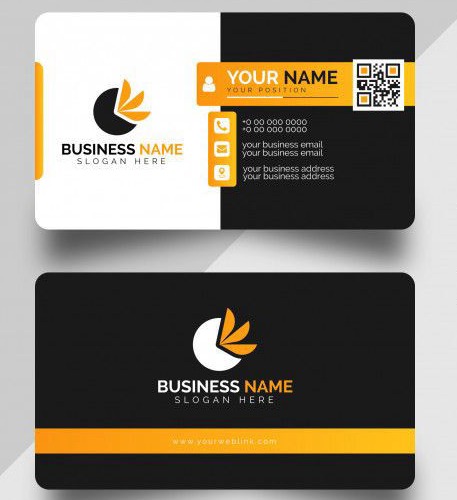 YOUR NAME
YOUR POSITION
+0 00 000 0000
+0 00 000 0000
your business email
your business email
your business address
your business address
BUSINESS NAME
SLOGAN HERE
BUSINESS NAME
SLOGAN HERE
www.yourweblink.com